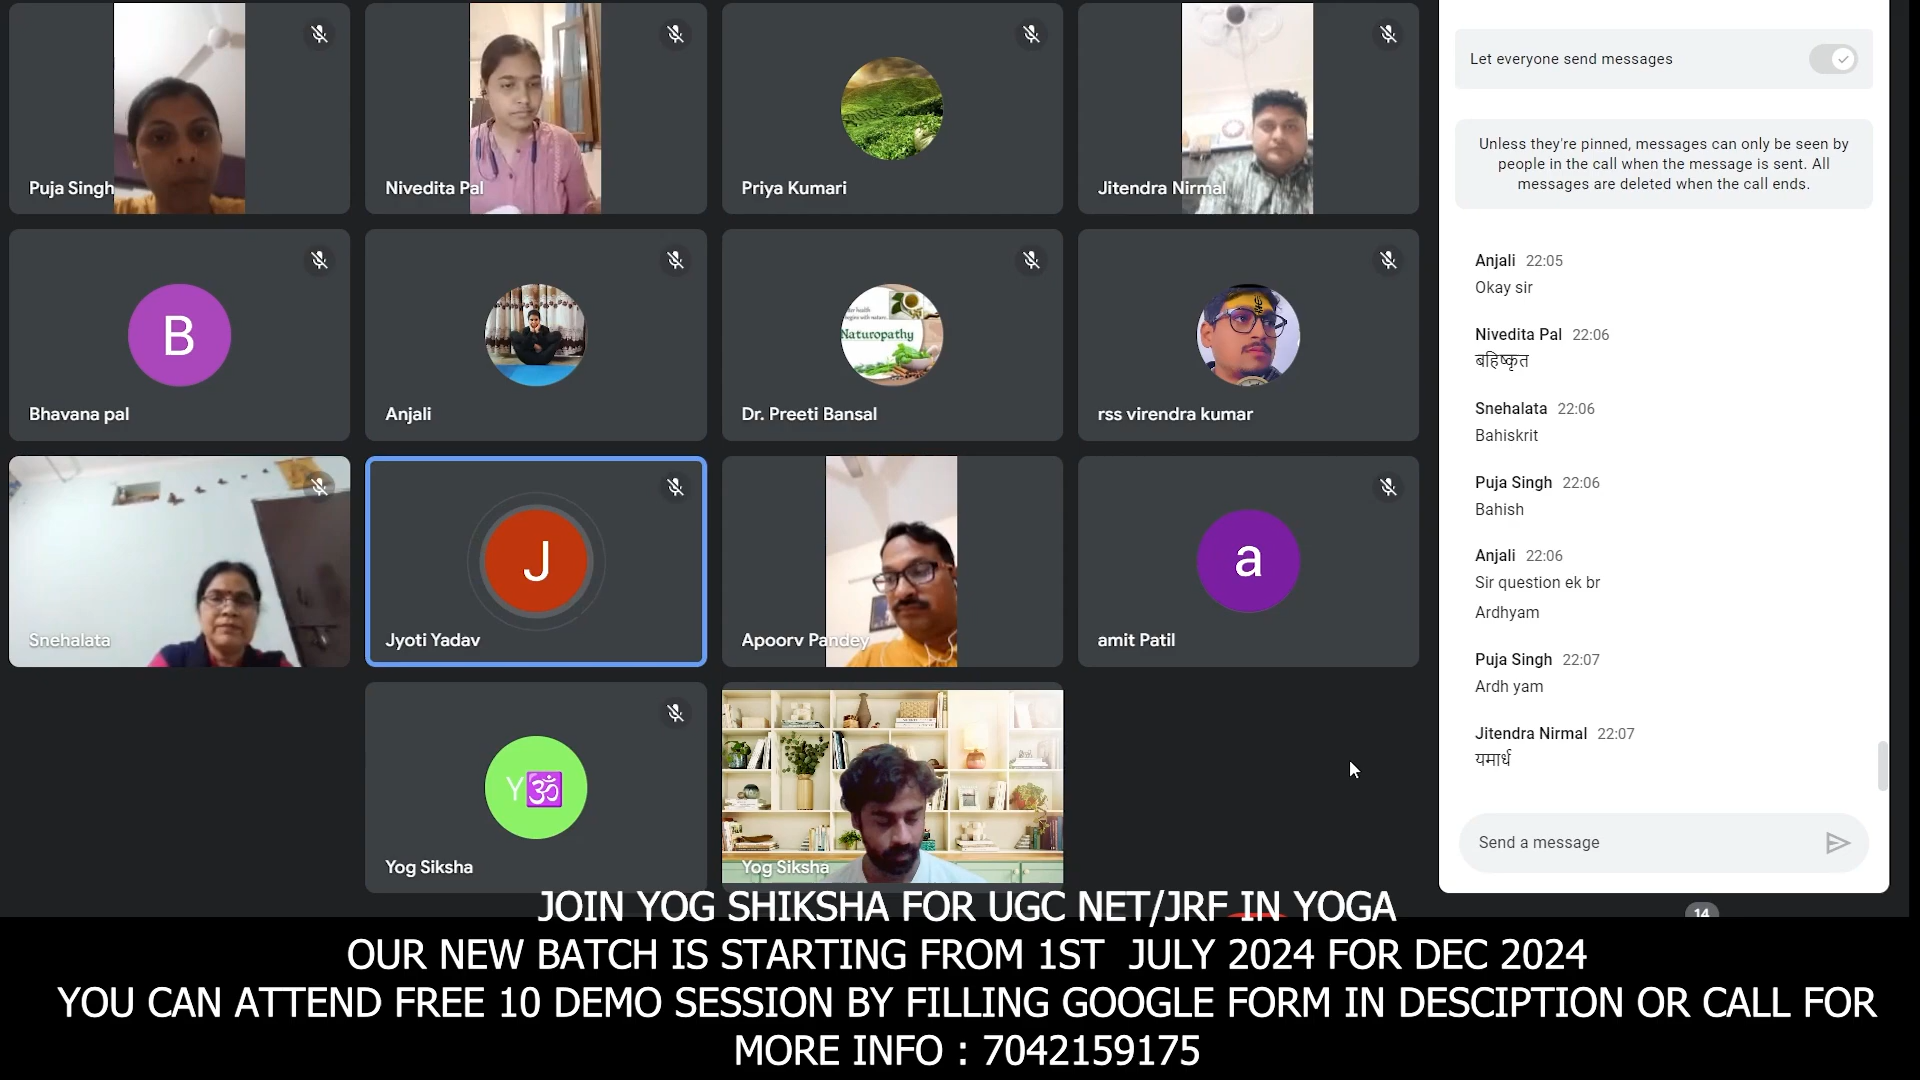 Puja Singh
Nivedita Pal
Priya Kumari
Jitendra Nirmal
B
Naturopathy
Bhavana pal
Anjali
Dr. Preeti Bansal
rss virendra kumar
J
a
Snehalata
Jyoti Yadav
Apoorv Pandey
amit Patil
Y🕉
Yog Siksha
Yog Siksha
Let everyone send messages
Unless they're pinned, messages can only be seen by
people in the call when the message is sent. All
messages are deleted when the call ends.
Anjali 22:05
Okay sir
Nivedita Pal 22:06
बहिष्कृत
Snehalata 22:06
Bahiskrit
Puja Singh 22:06
Bahish
Anjali 22:06
Sir question ek br
Ardhyam
Puja Singh 22:07
Ardh yam
Jitendra Nirmal 22:07
यमार्ध
Send a message
14
JOIN YOG SHIKSHA FOR UGC NET/JRF IN YOGA
OUR NEW BATCH IS STARTING FROM 1ST JULY 2024 FOR DEC 2024
YOU CAN ATTEND FREE 10 DEMO SESSION BY FILLING GOOGLE FORM IN DESCIPTION OR CALL FOR
MORE INFO : 7042159175